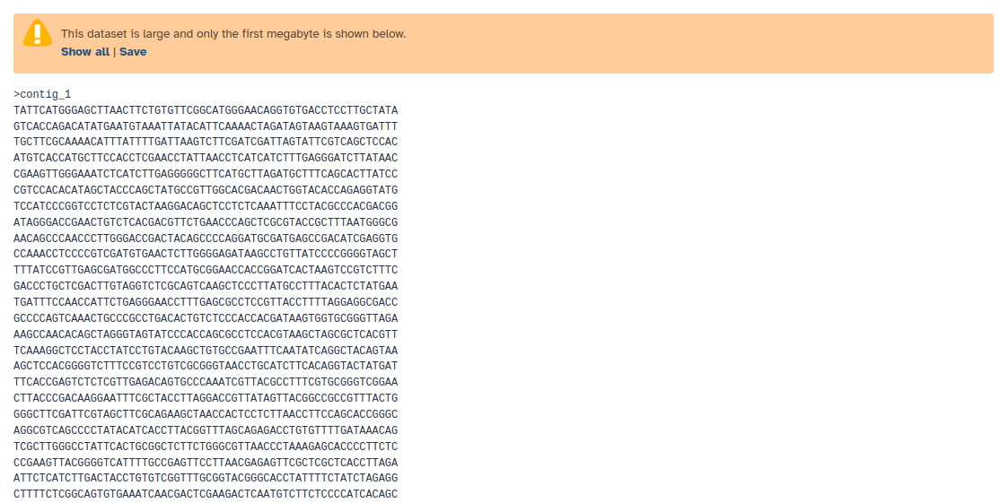 This dataset is large and only the first megabyte is shown below.
Show all | Save
>contig_1
TATTCATGGGAGCTTAACTTCTGTGTTCGGCATGGGAACAGGTGTGACCTCCTTGCTATA
GTCACCAGACATATGAATGTAAATTATACATTCAAAACTAGATAGTAAGTAAAGTGATTT
TGCTTCGCAAAACATTTATTTTGATTAAGTCTTCGATCGATTAGTATTCGTCAGCTCCAC
ATGTCACCATGCTTCCACCTCGAACCTATTAACCTCATCATCTTTGAGGGATCTTATAAC
CGAAGTTGGGAAATCTCATCTTGAGGGGGGCTTCATGCTTAGATGCTTTCAGCACTTATCC
CGTCCACACATAGCTACCCAGCTATGCCGTTGGCACGACAACTGGTACACCAGAGGTATG
TCCATCCCGGTCCTCTCGTACTAAGGACAGCTCCTCTCAAATTTCCTACGCCCACGACGG
ATAGGGACCGAACTGTCTCACGACGTTCTGAACCCAGCTCGCGTACCGCTTTAATGGGCG
AACAGCCCAACCCTTGGGACCGACTACAGCCCCAGGATGCGATGAGCCGACATCGAGGTG
CCAAACCTCCCCGTCGATGTGAACTCTTGGGGGAGATAAGCCTGTTATCCCCGGGGTAGCT
TTTATCCGTTGAGCGATGGCCCTTCCATGCGGAACCACCGGATCACTAAGTCCGTCTTTC
GACCCTGCTCGACTTGTAGGTCTCGCAGTCAAGCTCCCTTATGCCTTTACACTCTATGAA
TGATTTCCAACCATTCTGAGGGAACCTTTGAGCGCCTCCGTTACCTTTTAGGAGGCGACC
GCCCCAGTCAAACTGCCCGCCTGACACTGTCTCCCACCACGATAAGTGGTGCGGGTTAGA
AAGCCAACACAGCTAGGGTAGTATCCCACCAGCGCCTCCACGTAAGCTAGCGCTCACGTT
TCAAAGGCTCCTACCTATCCTGTACAAGCTGTGCCGAATTTCAATATCAGGCTACAGTAA
AGCTCCACGGGGTCTTTCCGTCCTGTCGCGGGTAACCTGCATCTTCACAGGTACTATGAT
TTCACCGAGTCTCTCGTTGAGACAGTGCCCAAATCGTTACGCCTTTCGTGCGGGTCGGAA
CTTACCCGACAAGGAATTTCGCTACCTTAGGACCGTTATAGTTACGGCCGCCGTTTACTG
GGGCTTCGATTCGTAGCTTCGCAGAAGCTAACCACTCCTCTTAACCTTCCAGCACCGGGC
AGGCGTCAGCCCCTATACATCACCTTACGGTTTAGCAGAGACCTGTGTTTTGATAAACAG
TCGCTTGGGCCTATTCACTGCGGCTCTTCTGGGCGTTAACCCTAAAGAGCACCCCTTCTC
CCGAAGTTACGGGGTCATTTTGCCGAGTTCCTTAACGAGAGTTCGCTCGCTCACCTTAGA
ATTCTCATCTTGACTACCTGTGTCGGTTTGCGGTACGGGCACCTATTTTCTATCTAGAGG
CTTTTCTCGGCAGTGTGAAATCAACGACTCGAAGACTCAATGTCTTCTCCCCATCACAGC